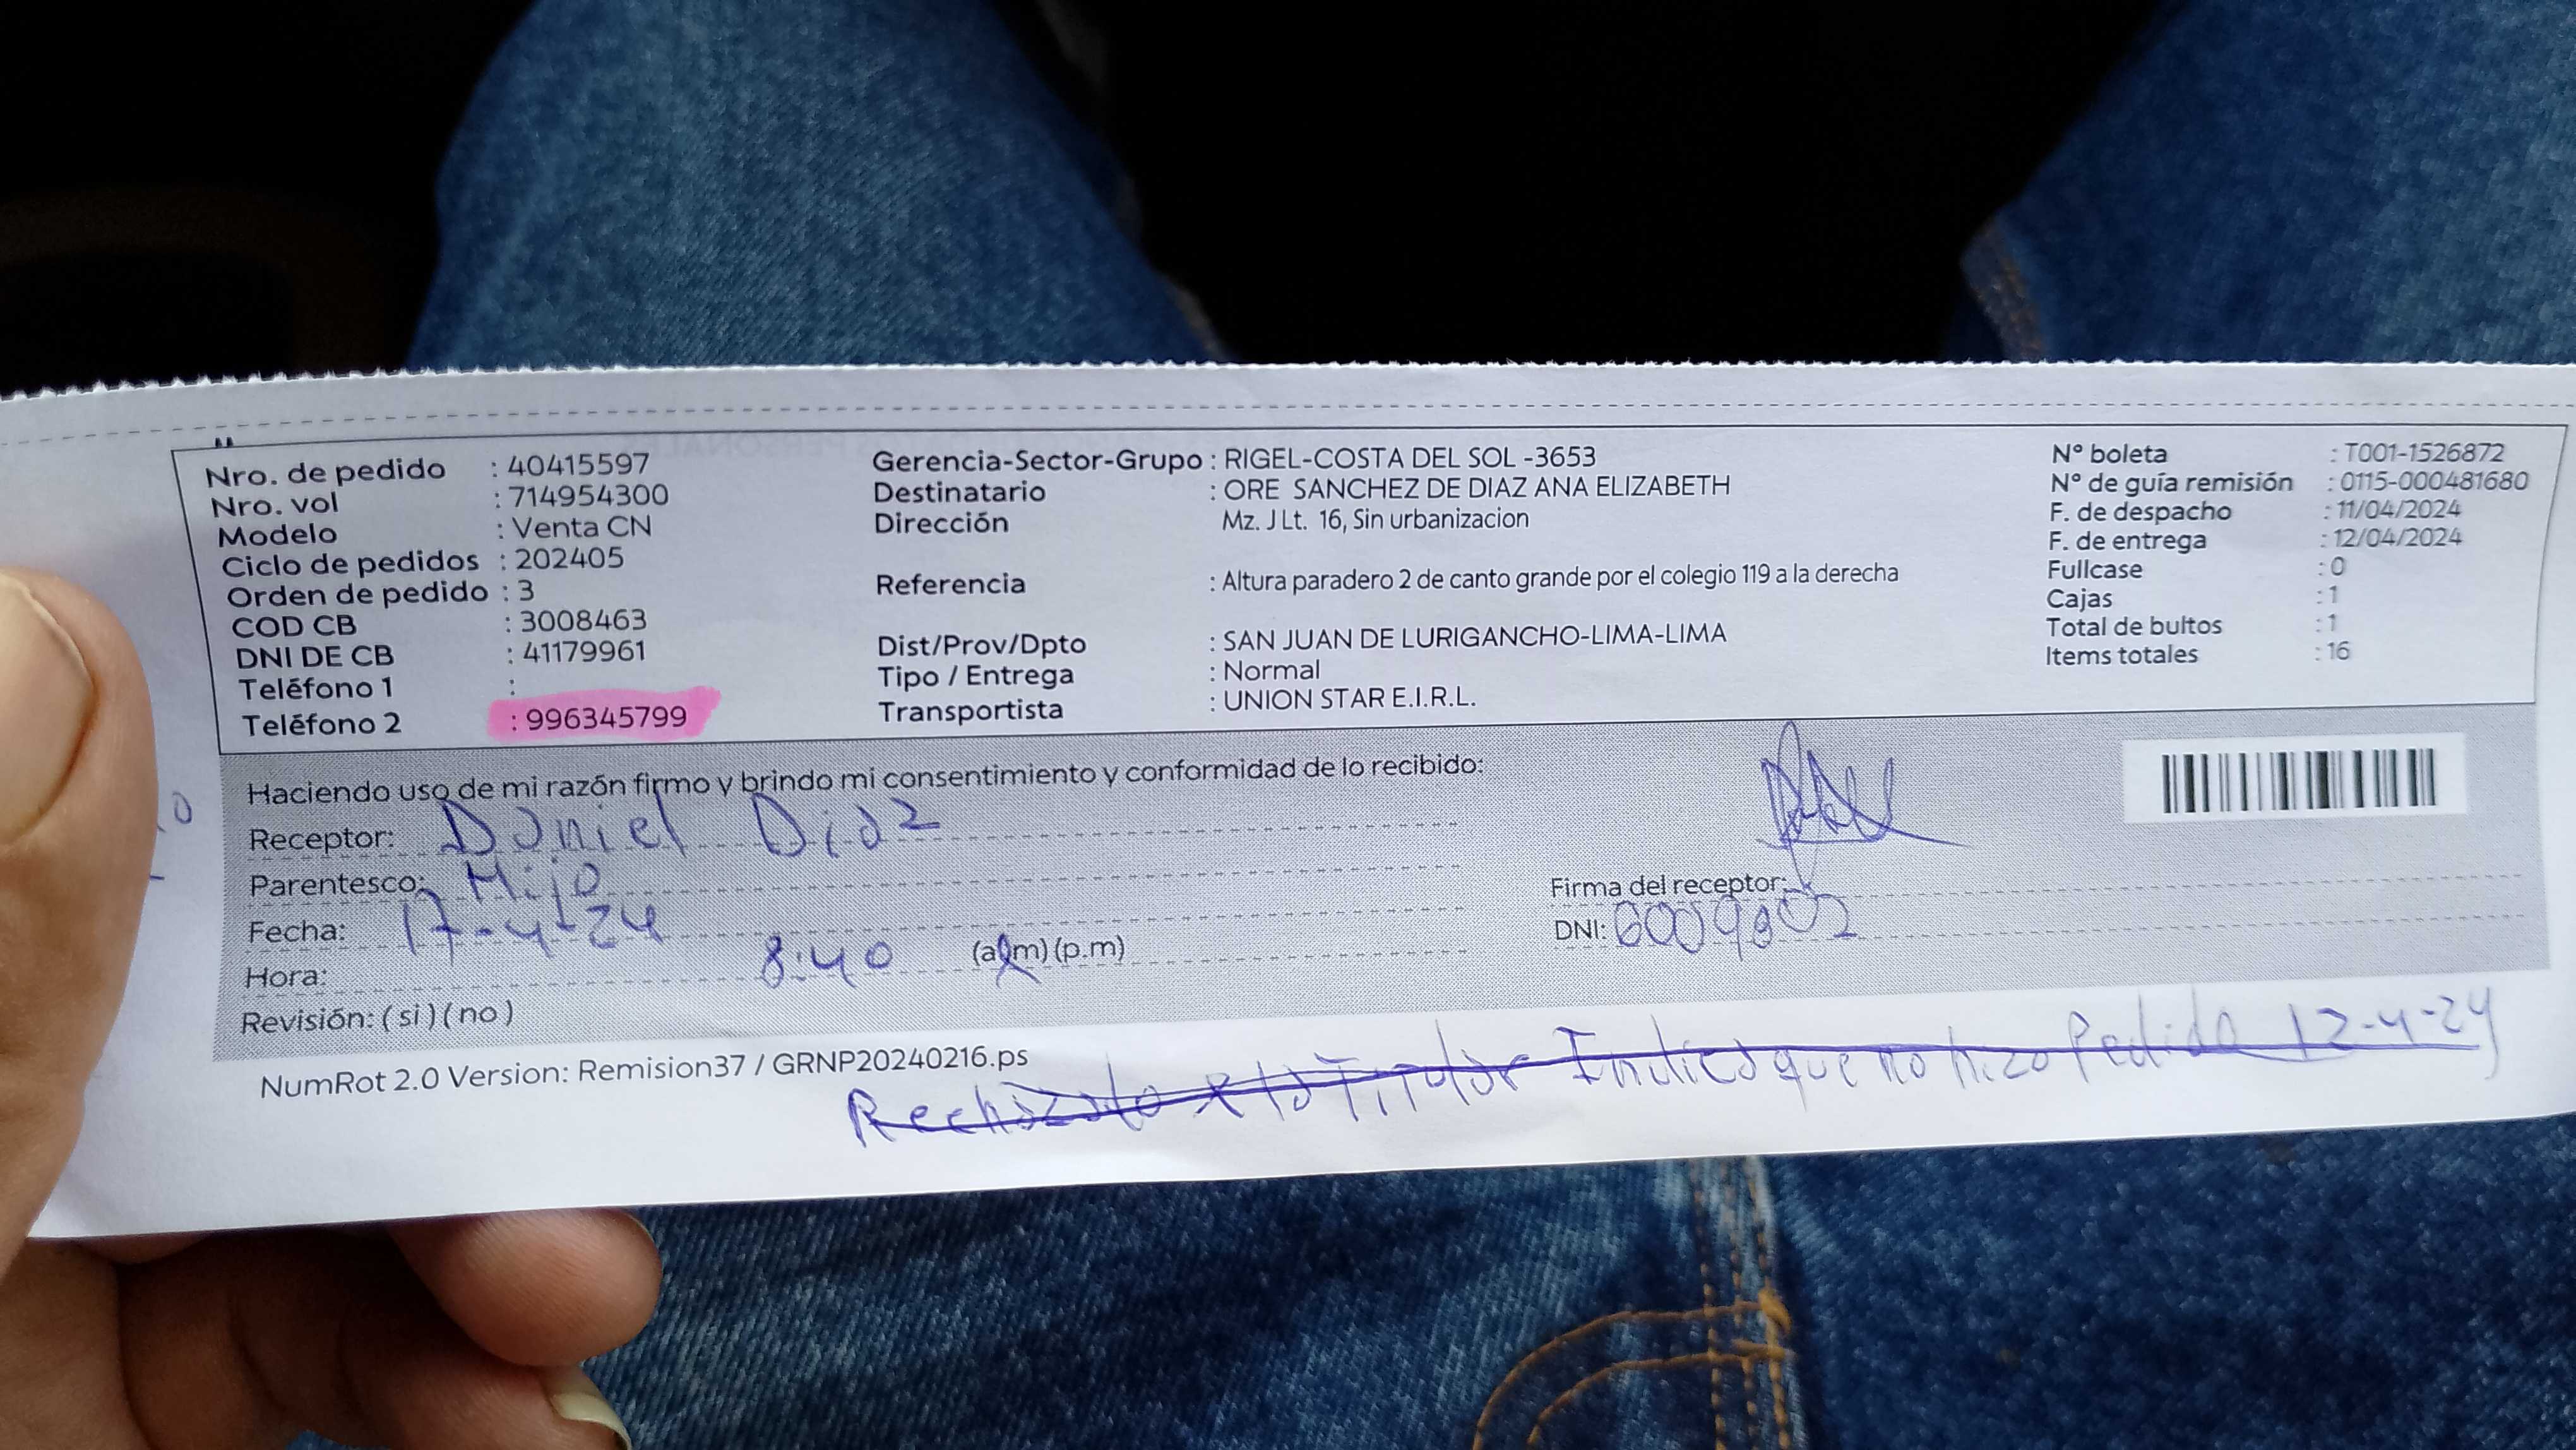 Nro. de pedido : 40415597
Nro. vol : 714954300
Modelo : Venta CN
Ciclo de pedidos : 202405
Orden de pedido : 3
COD CB : 3008463
DNI DE CB : 41179961
Teléfono 1 :
Teléfono 2 : 996345799
Gerencia-Sector-Grupo : RIGEL-COSTA DEL SOL -3653
Destinatario : ORE SANCHEZ DE DIAZ ANA ELIZABETH
Dirección Mz. J Lt. 16, Sin urbanizacion
Referencia : Altura paradero 2 de canto grande por el colegio 119 a la derecha
Dist/Prov/Dpto : SAN JUAN DE LURIGANCHO-LIMA-LIMA
Tipo / Entrega : Normal
Transportista : UNION STAR E.I.R.L.
N° boleta : T001-1526872
N° de guía remisión : 0115-000481680
F. de despacho : 11/04/2024
F. de entrega : 12/04/2024
Fullcase : 0
Cajas : 1
Total de bultos : 1
Items totales : 16
Haciendo uso de mi razón firmo y brindo mi consentimiento y conformidad de lo recibido:
Receptor: Daniel Diaz
Parentesco: Hijo
Fecha: 17-4-24
Hora: 8:40 (a.m) (p.m)
Revisión: ( si ) ( no )
Firma del receptor:
DNI:
NumRot 2.0 Version: Remision37 / GRNP20240216.ps
Rechazado x la Titular Indica que no hizo Pedido 12-4-24